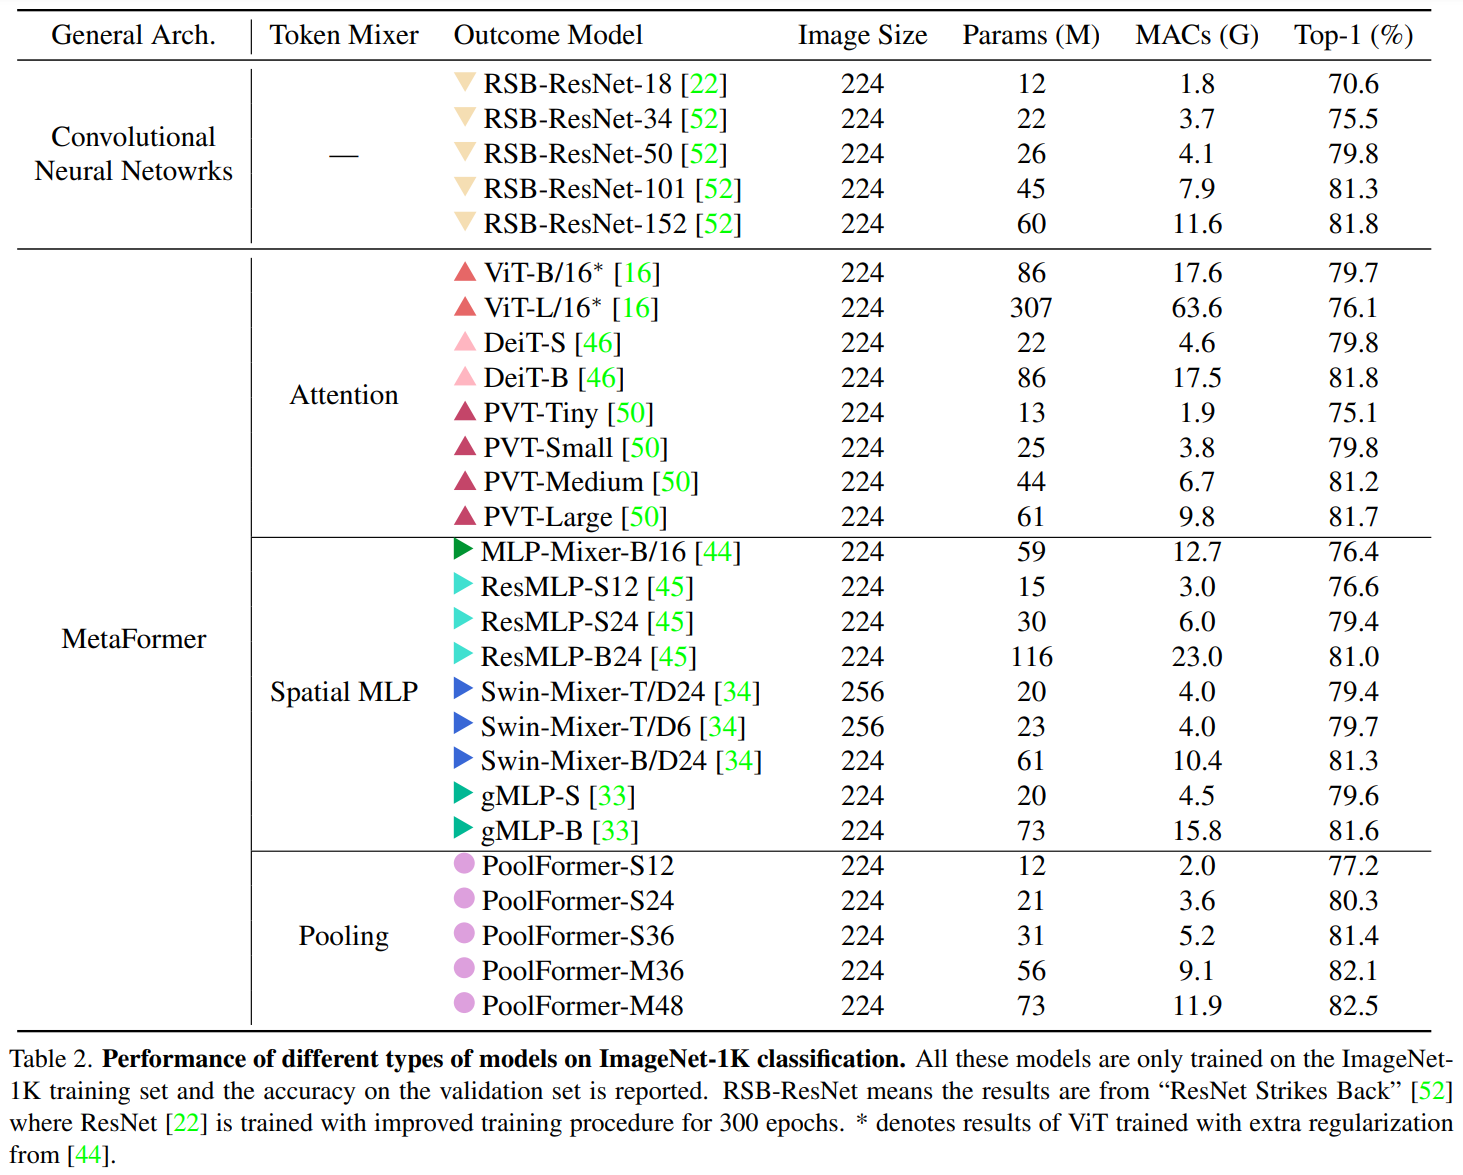 General Arch. Token Mixer Outcome Model Image Size Params (M) MACs (G) Top-1 (%)
Convolutional
Neural Netowrks
—
RSB-ResNet-18 [22] 224 12 1.8 70.6
RSB-ResNet-34 [52] 224 22 3.7 75.5
RSB-ResNet-50 [52] 224 26 4.1 79.8
RSB-ResNet-101 [52] 224 45 7.9 81.3
RSB-ResNet-152 [52] 224 60 11.6 81.8
MetaFormer
Attention
ViT-B/16* [16] 224 86 17.6 79.7
ViT-L/16* [16] 224 307 63.6 76.1
DeiT-S [46] 224 22 4.6 79.8
DeiT-B [46] 224 86 17.5 81.8
PVT-Tiny [50] 224 13 1.9 75.1
PVT-Small [50] 224 25 3.8 79.8
PVT-Medium [50] 224 44 6.7 81.2
PVT-Large [50] 224 61 9.8 81.7
Spatial MLP
MLP-Mixer-B/16 [44] 224 59 12.7 76.4
ResMLP-S12 [45] 224 15 3.0 76.6
ResMLP-S24 [45] 224 30 6.0 79.4
ResMLP-B24 [45] 224 116 23.0 81.0
Swin-Mixer-T/D24 [34] 256 20 4.0 79.4
Swin-Mixer-T/D6 [34] 256 23 4.0 79.7
Swin-Mixer-B/D24 [34] 224 61 10.4 81.3
gMLP-S [33] 224 20 4.5 79.6
gMLP-B [33] 224 73 15.8 81.6
Pooling
PoolFormer-S12 224 12 2.0 77.2
PoolFormer-S24 224 21 3.6 80.3
PoolFormer-S36 224 31 5.2 81.4
PoolFormer-M36 224 56 9.1 82.1
PoolFormer-M48 224 73 11.9 82.5
Table 2. Performance of different types of models on ImageNet-1K classification. All these models are only trained on the ImageNet-
1K training set and the accuracy on the validation set is reported. RSB-ResNet means the results are from “ResNet Strikes Back” [52]
where ResNet [22] is trained with improved training procedure for 300 epochs. * denotes results of ViT trained with extra regularization
from [44].